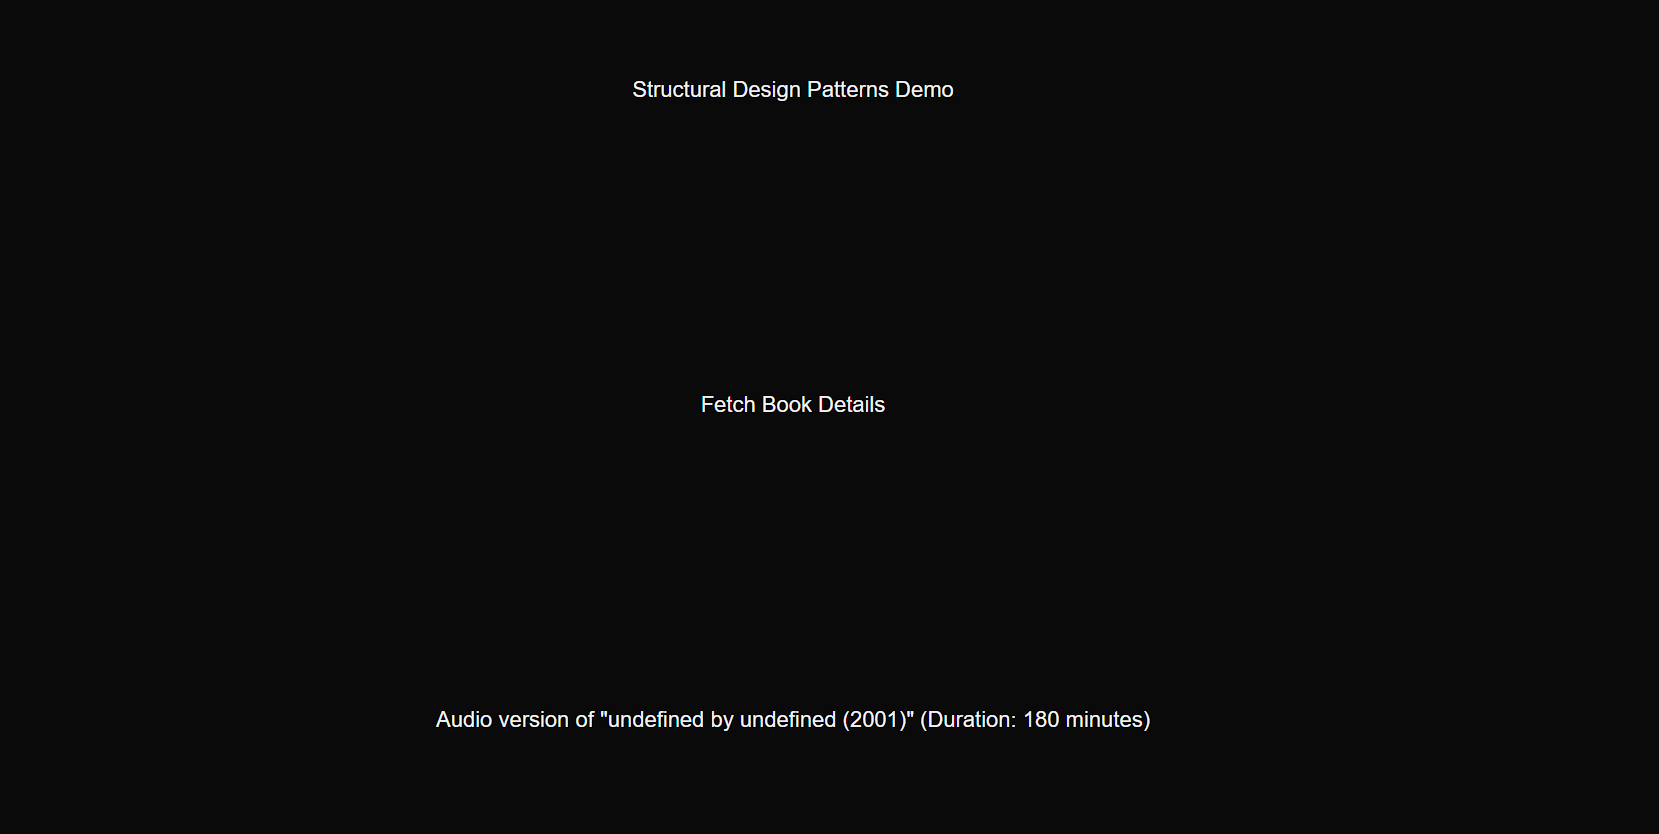 Structural Design Patterns Demo
Fetch Book Details
Audio version of "undefined by undefined (2001)" (Duration: 180 minutes)